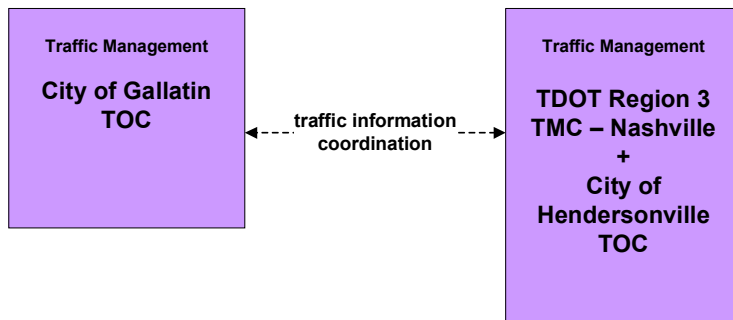 Traffic Management
City of Gallatin
TOC
traffic information
coordination
Traffic Management
TDOT Region 3
TMC – Nashville
+
City of
Hendersonville
TOC